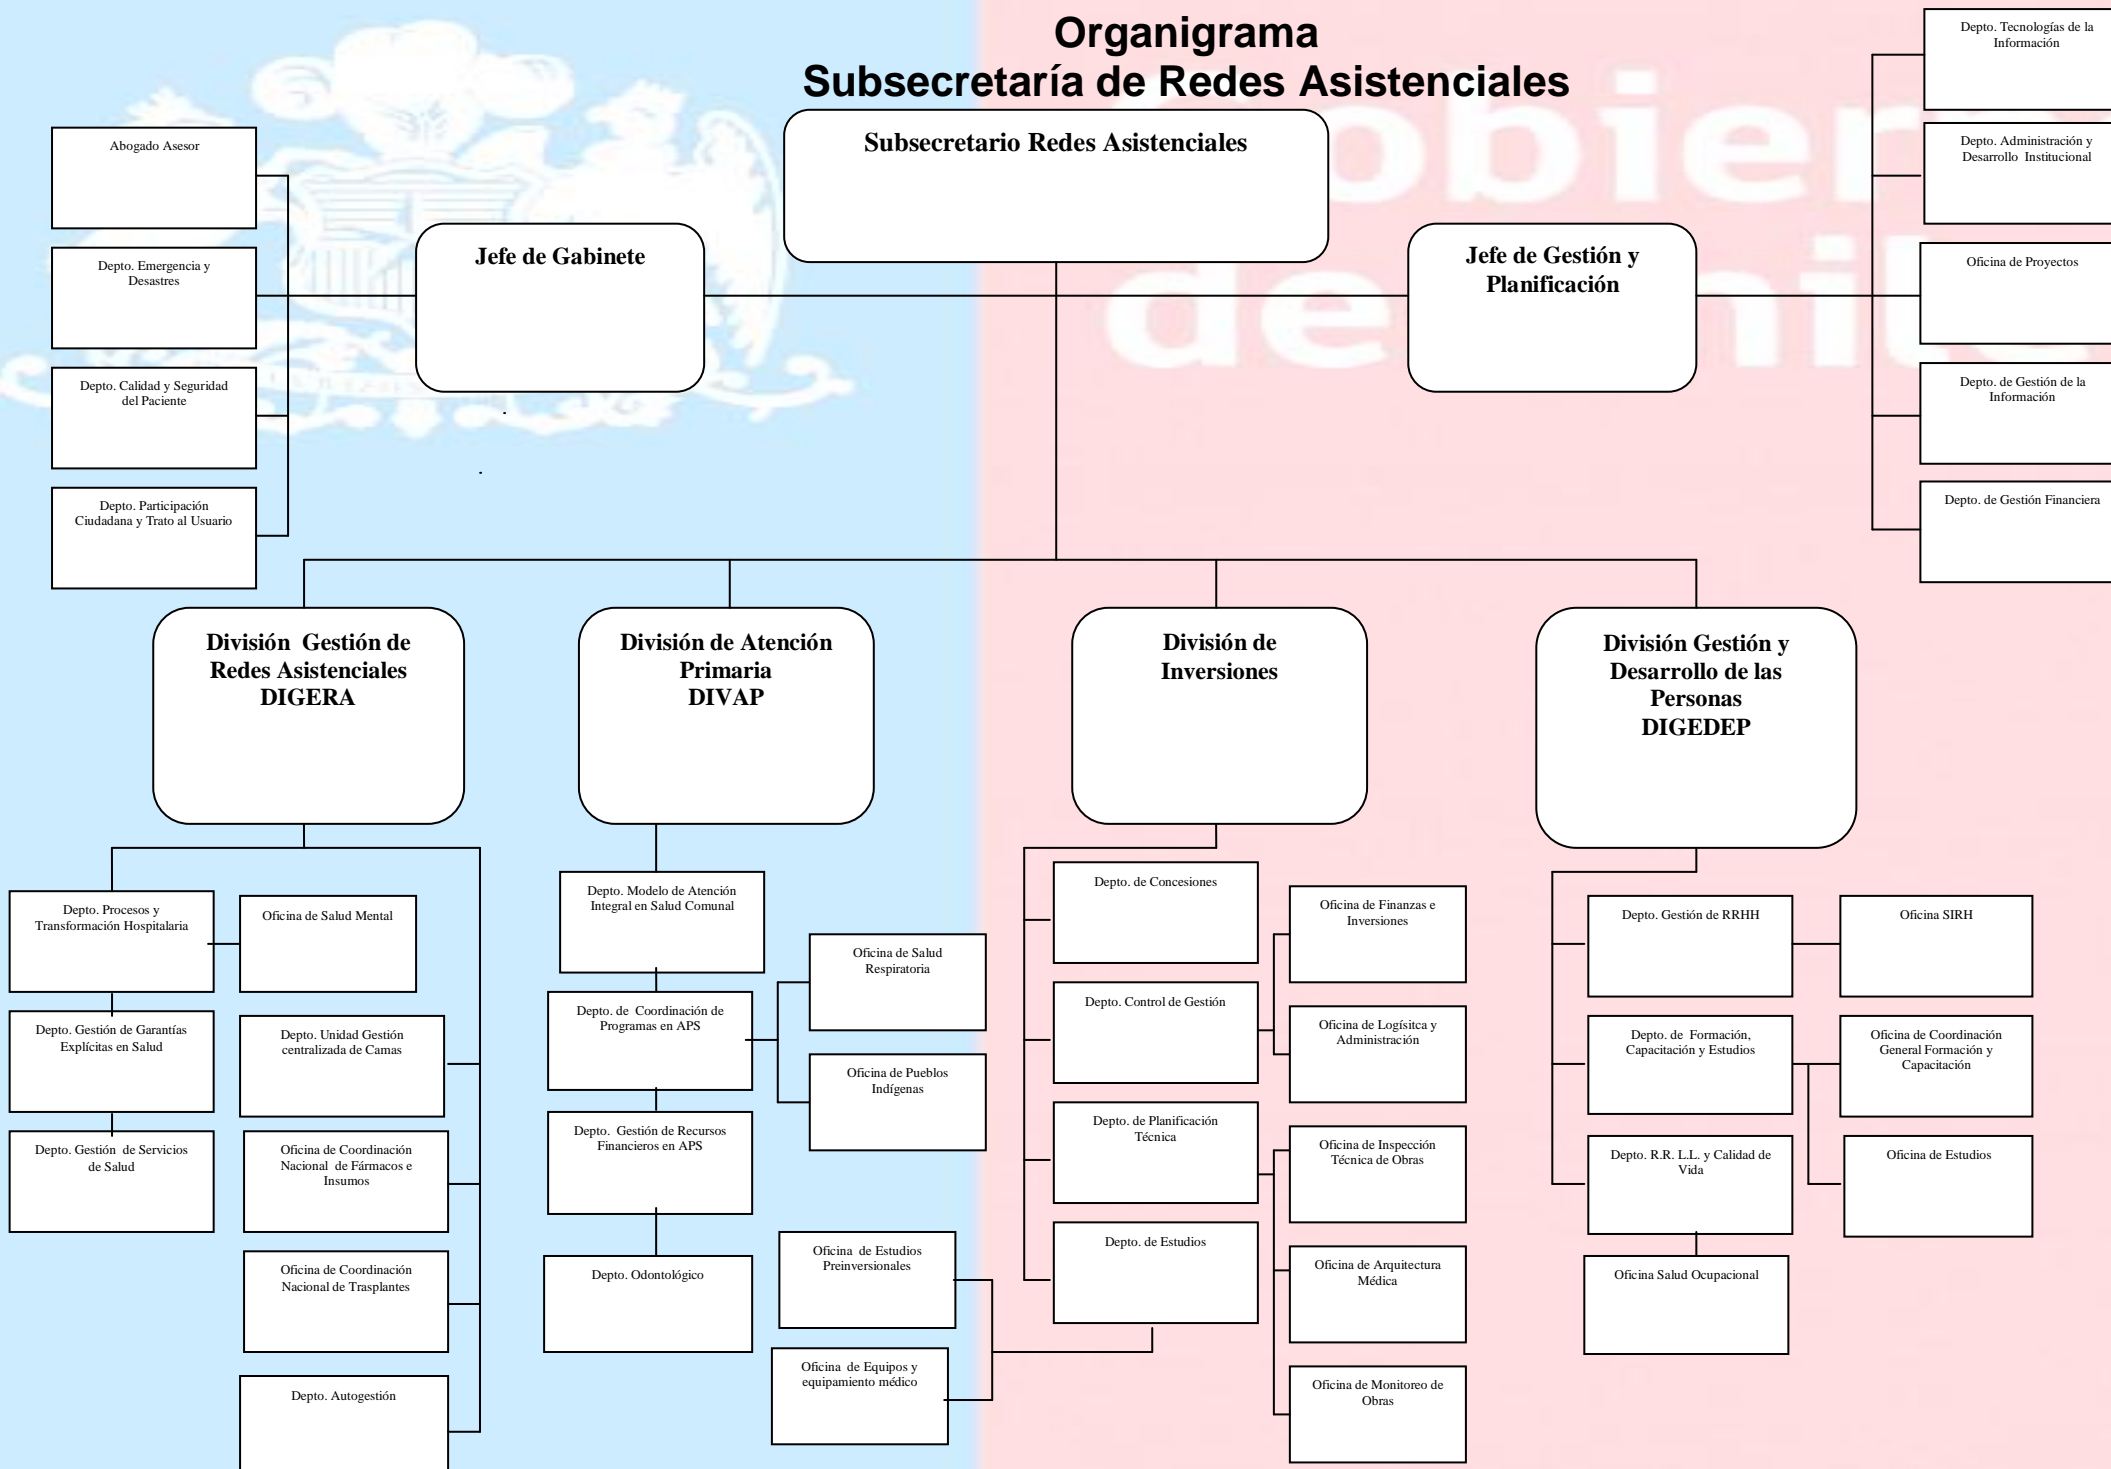 Organigrama
Subsecretaría de Redes Asistenciales
Subsecretario Redes Asistenciales
Jefe de Gabinete
Jefe de Gestión y
Planificación
Abogado Asesor
Depto. Emergencia y
Desastres
Depto. Calidad y Seguridad
del Paciente
Depto. Participación
Ciudadana y Trato al Usuario
Depto. Tecnologías de la
Información
Depto. Administración y
Desarrollo Institucional
Oficina de Proyectos
Depto. de Gestión de la
Información
Depto. de Gestión Financiera
División Gestión de
Redes Asistenciales
DIGERA
División de Atención
Primaria
DIVAP
División de
Inversiones
División Gestión y
Desarrollo de las
Personas
DIGEDEP
Depto. Procesos y
Transformación Hospitalaria
Oficina de Salud Mental
Depto. Gestión de Garantías
Explícitas en Salud
Depto. Unidad Gestión
centralizada de Camas
Depto. Gestión de Servicios
de Salud
Oficina de Coordinación
Nacional de Fármacos e
Insumos
Oficina de Coordinación
Nacional de Trasplantes
Depto. Autogestión
Depto. Modelo de Atención
Integral en Salud Comunal
Depto. de Coordinación de
Programas en APS
Oficina de Salud
Respiratoria
Oficina de Pueblos
Indígenas
Depto. Gestión de Recursos
Financieros en APS
Depto. Odontológico
Depto. de Concesiones
Depto. Control de Gestión
Oficina de Finanzas e
Inversiones
Oficina de Logísitca y
Administración
Depto. de Planificación
Técnica
Oficina de Inspección
Técnica de Obras
Oficina de Arquitectura
Médica
Oficina de Monitoreo de
Obras
Depto. de Estudios
Oficina de Estudios
Preinversionales
Oficina de Equipos y
equipamiento médico
Depto. Gestión de RRHH
Oficina SIRH
Depto. de Formación,
Capacitación y Estudios
Oficina de Coordinación
General Formación y
Capacitación
Oficina de Estudios
Depto. R.R. L.L. y Calidad de
Vida
Oficina Salud Ocupacional